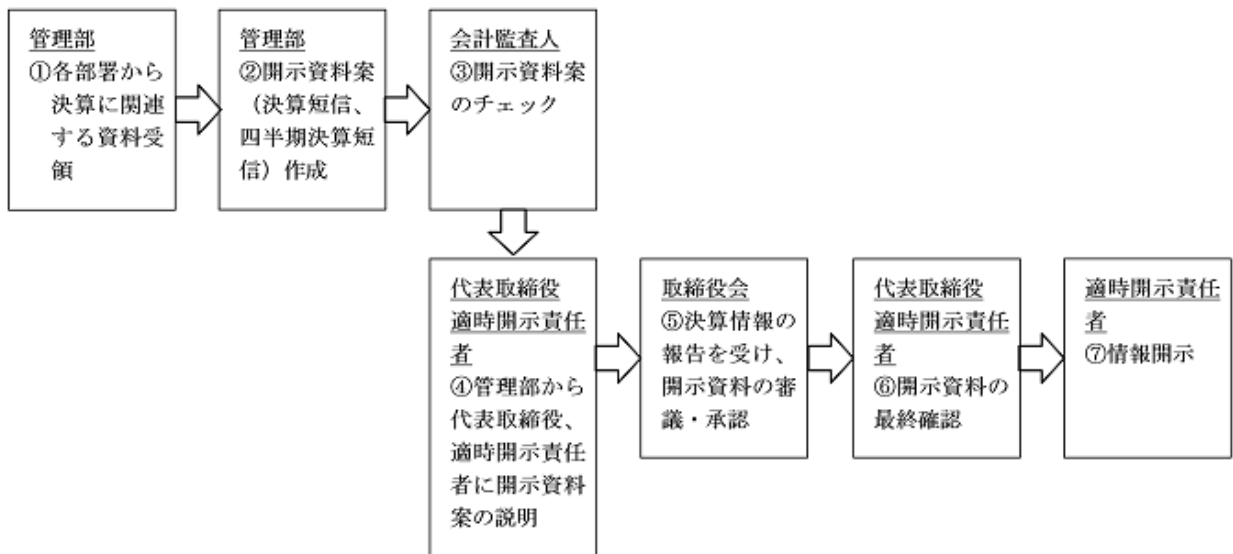 管理部
①各部署から
決算に関連
する資料受
領
管理部
②開示資料案
（決算短信、
四半期決算短
信）作成
会計監査人
③開示資料案
のチェック
代表取締役
適時開示責任
者
④管理部から
代表取締役、
適時開示責任
者に開示資料
案の説明
取締役会
⑤決算情報の
報告を受け、
開示資料の審
議・承認
代表取締役
適時開示責任
者
⑥開示資料の
最終確認
適時開示責任
者
⑦情報開示